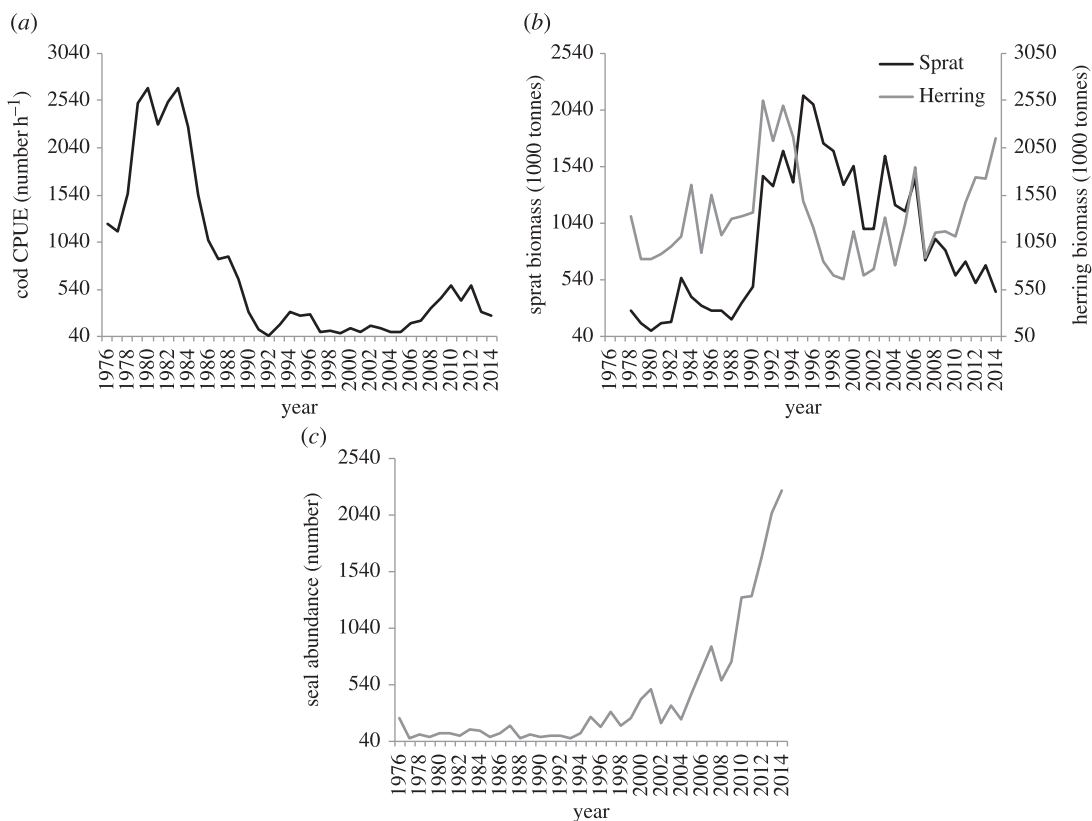 (a)
cod CPUE (number h⁻¹)
3040
2540
2040
1540
1040
540
40
1976 1978 1980 1982 1984 1986 1988 1990 1992 1994 1996 1998 2000 2002 2004 2006 2008 2010 2012 2014
year
(b)
sprat biomass (1000 tonnes)
2540
2040
1540
1040
540
40
Sprat
Herring
3050
2550
2050
1550
1050
550
50
herring biomass (1000 tonnes)
1976 1978 1980 1982 1984 1986 1988 1990 1992 1994 1996 1998 2000 2002 2004 2006 2008 2010 2012 2014
year
(c)
seal abundance (number)
2540
2040
1540
1040
540
40
1976 1978 1980 1982 1984 1986 1988 1990 1992 1994 1996 1998 2000 2002 2004 2006 2008 2010 2012 2014
year